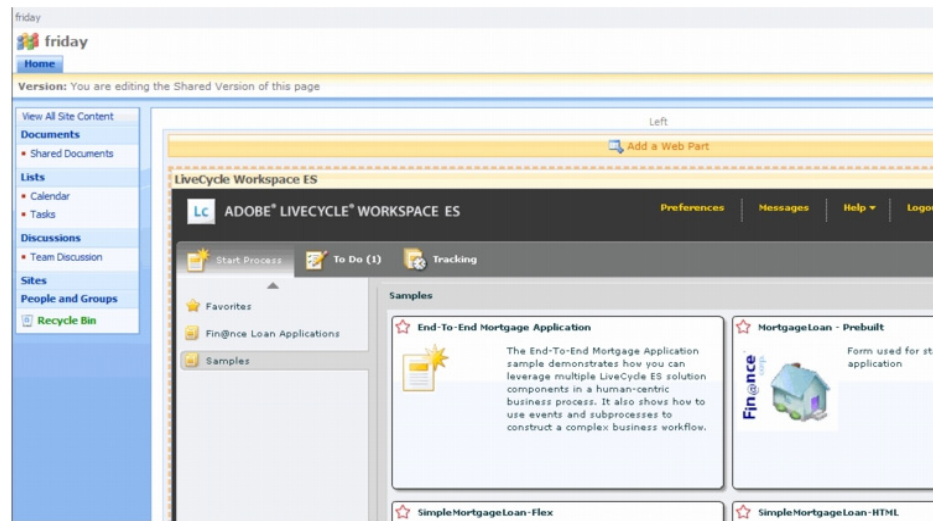 friday
friday
Home
Version: You are editing the Shared Version of this page
View All Site Content
Documents
Shared Documents
Lists
Calendar
Tasks
Discussions
Team Discussion
Sites
People and Groups
Recycle Bin
Left
Add a Web Part
LiveCycle Workspace ES
LC ADOBE® LIVECYCLE® WORKSPACE ES
Preferences Messages Help Logou
Start Process To Do (1) Tracking
Favorites
Fin@nce Loan Applications
Samples
Samples
End-To-End Mortgage Application
The End-To-End Mortgage Application
sample demonstrates how you can
leverage multiple LiveCycle ES solution
components in a human-centric
business process. It also shows how to
use events and subprocesses to
construct a complex business workflow.
MortgageLoan - Prebuilt
Fin@nce
corp.
Form used for st
application
SimpleMortgageLoan-Flex
SimpleMortgageLoan-HTML